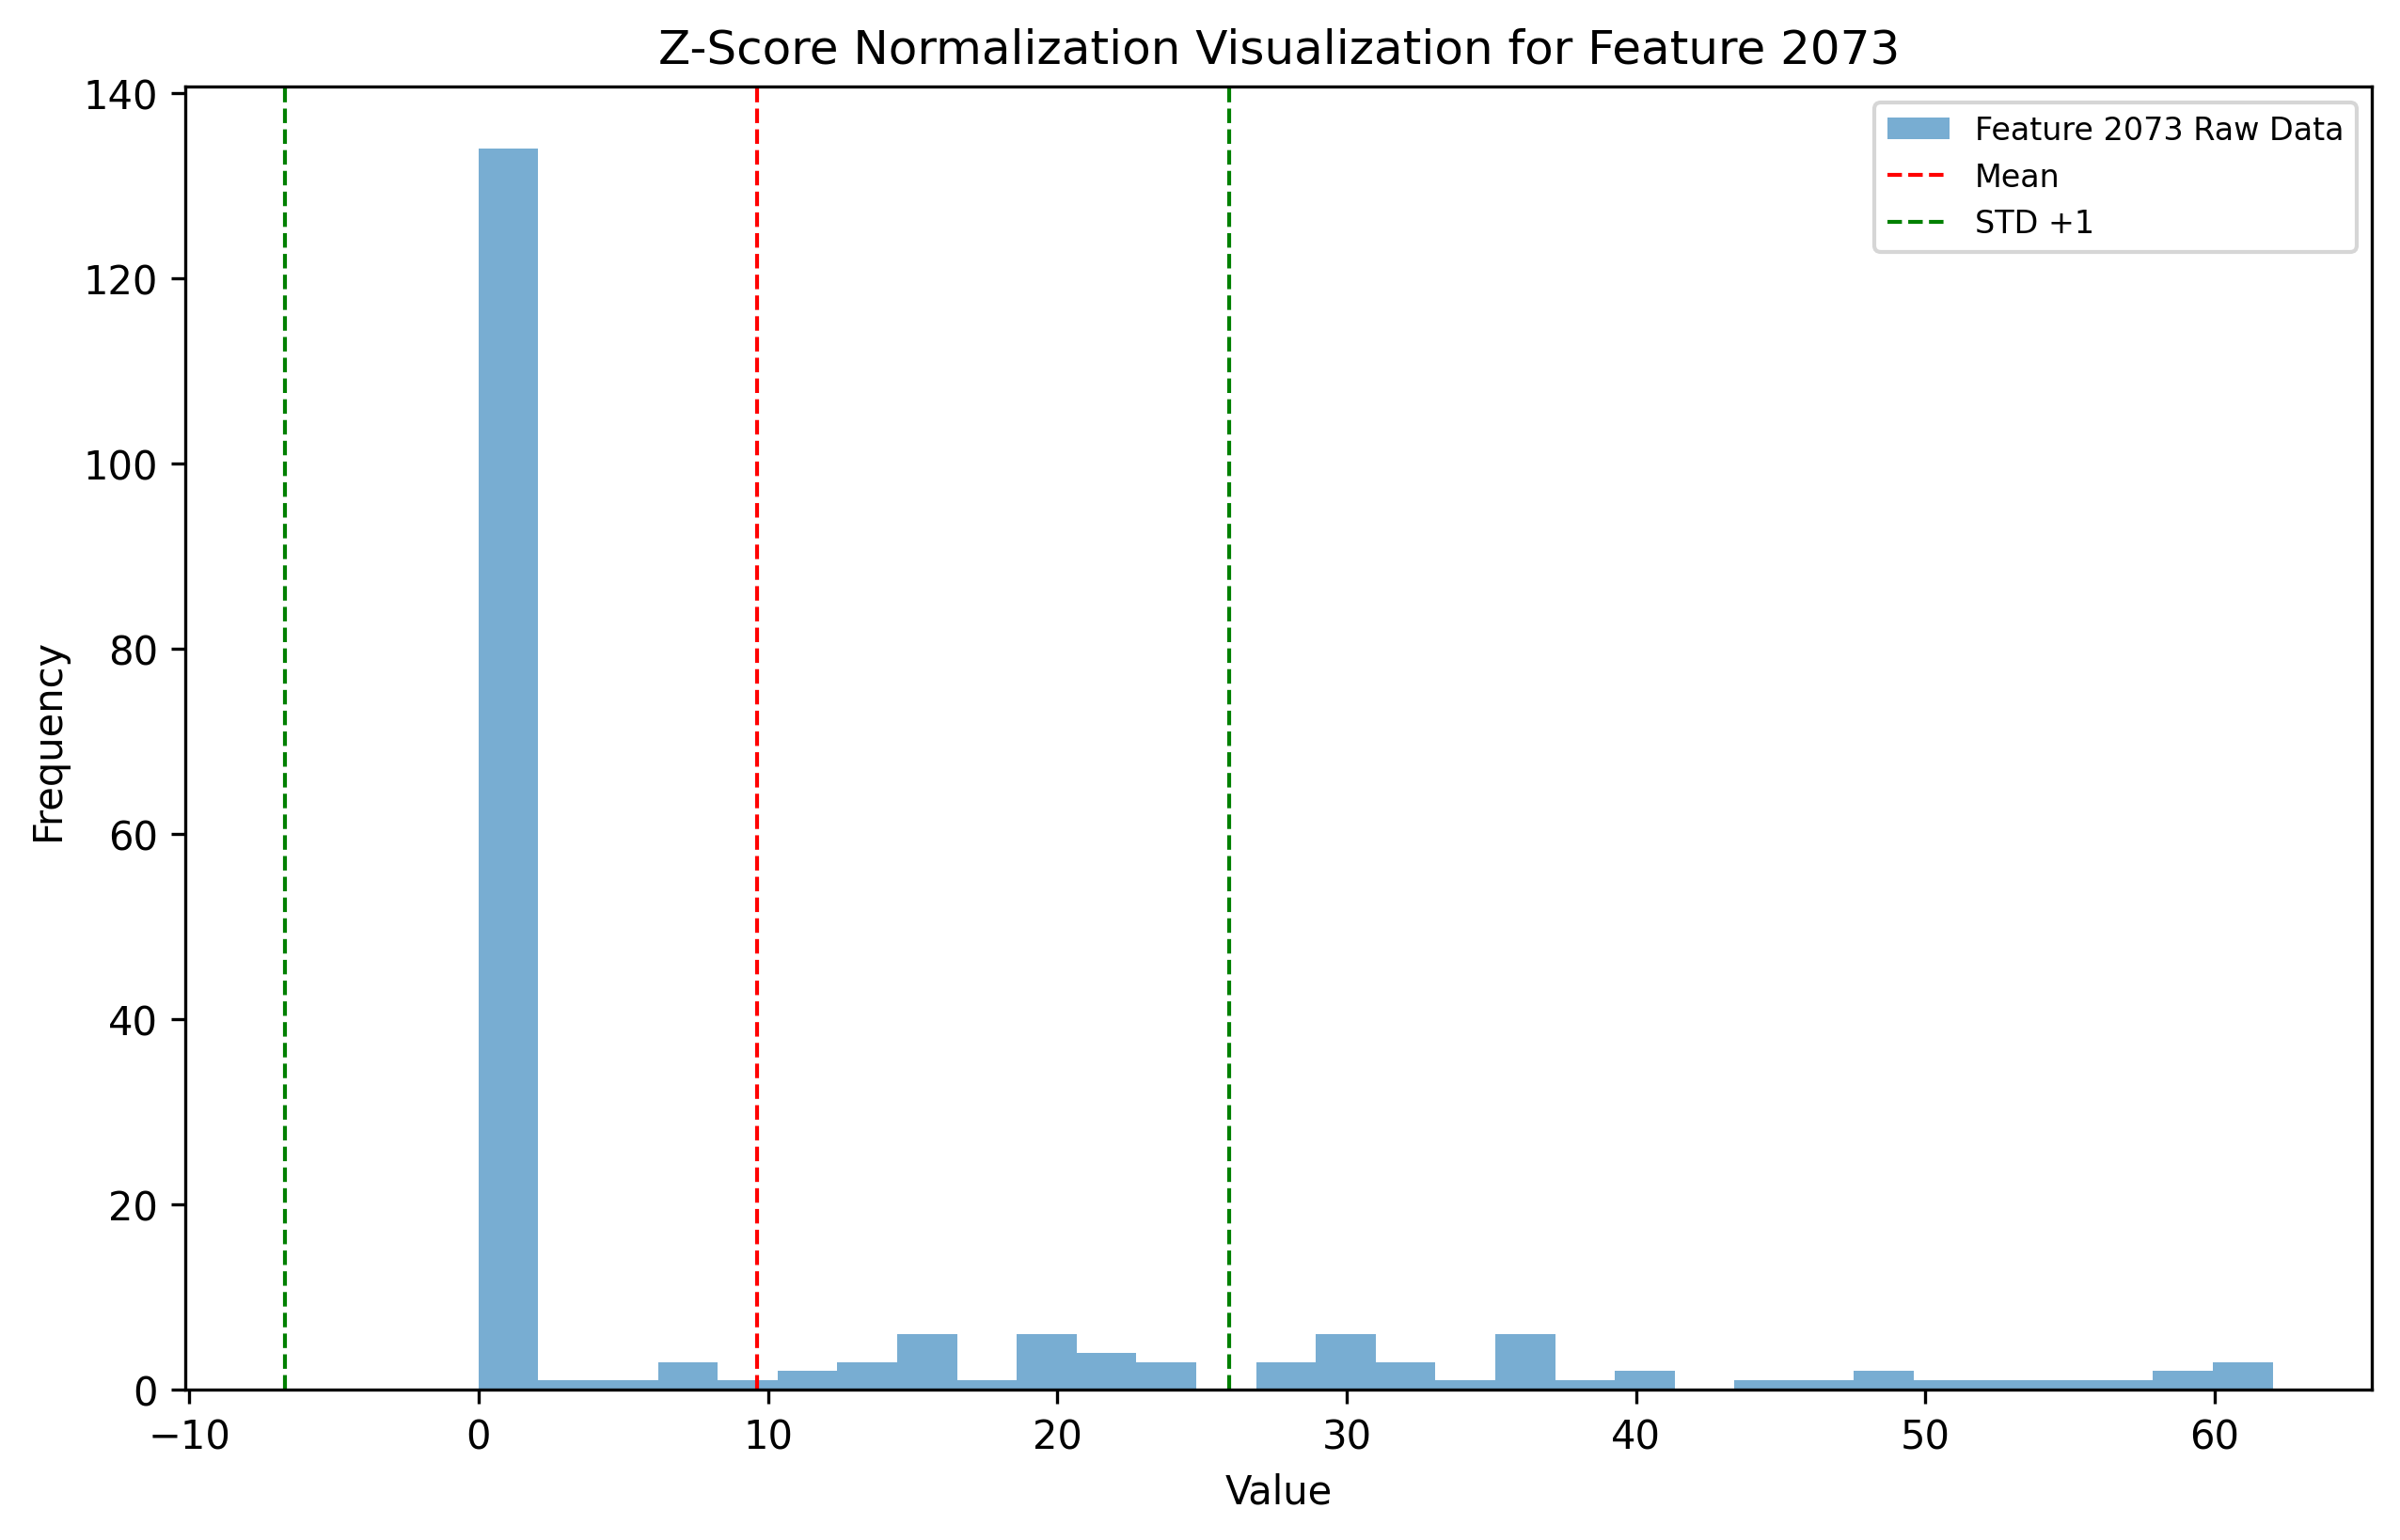 Z-Score Normalization Visualization for Feature 2073
140
120
100
80
60
40
20
0
Frequency
Feature 2073 Raw Data
Mean
STD +1
−10
0
10
20
30
40
50
60
Value